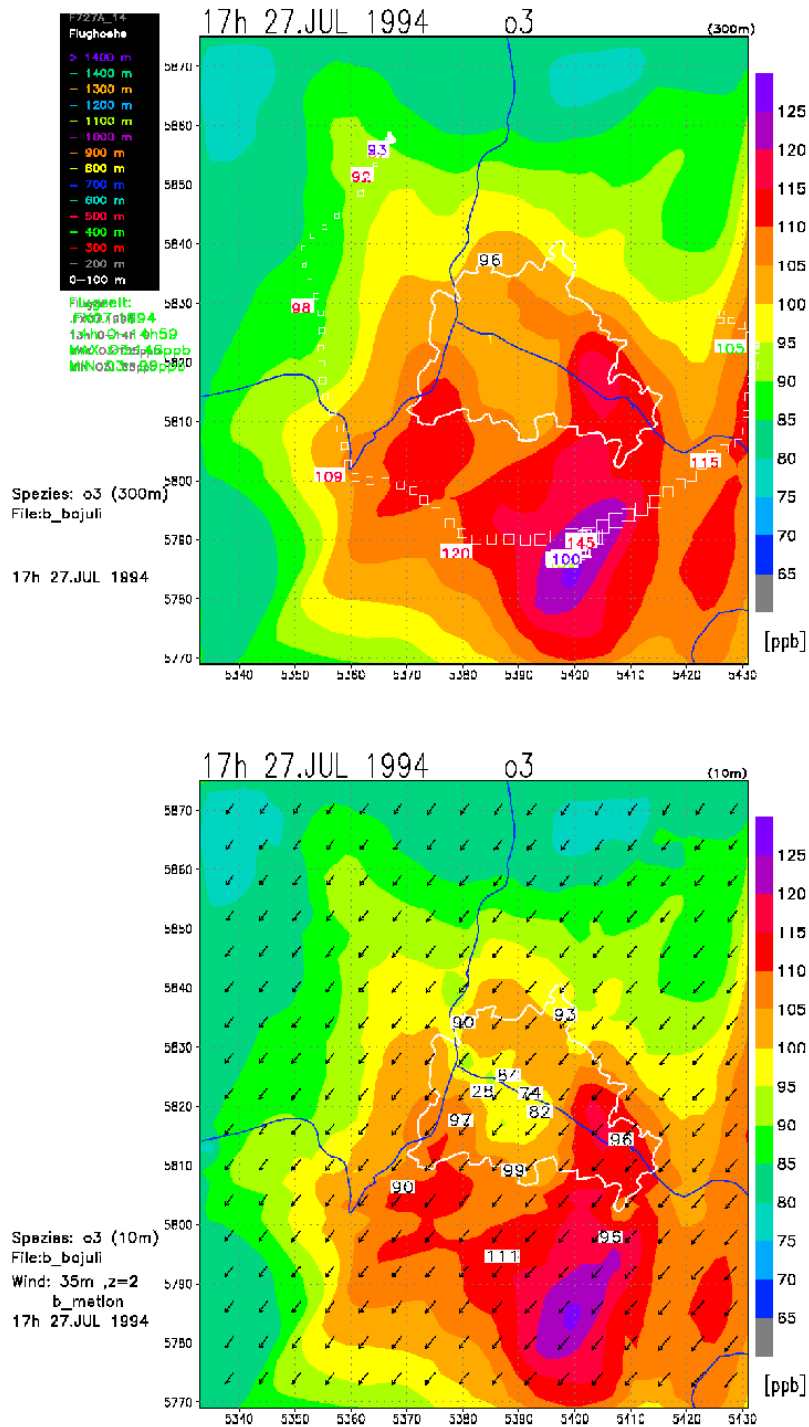 F727A_14
17h 27.JUL 1994 o3 (300m)
Flughoehe
> 1400 m
- 1400 m
- 1300 m
- 1200 m
- 1100 m
- 1000 m
- 900 m
- 800 m
- 700 m
- 600 m
- 500 m
- 400 m
- 300 m
- 200 m
0-100 m
Flugzeit:
5870
5860
5850
5840
5830
5820
5810
5800
5790
5780
5770
93
92
96
98
105
109
115
120
145
100
125
120
115
110
105
100
95
90
85
80
75
70
65
[ppb]
Spezies: o3 (300m)
File:b_bajuli
17h 27.JUL 1994
5340 5350 5360 5370 5380 5390 5400 5410 5420 5430
17h 27.JUL 1994 o3 (10m)
5870
5860
5850
5840
5830
5820
5810
5800
5790
5780
5770
90 93
84
28 74
82
97
96
99
90
95
111
125
120
115
110
105
100
95
90
85
80
75
70
65
[ppb]
Spezies: o3 (10m)
File:b_bajuli
Wind: 35m ,z=2
b_metlon
17h 27.JUL 1994
5340 5350 5360 5370 5380 5390 5400 5410 5420 5430